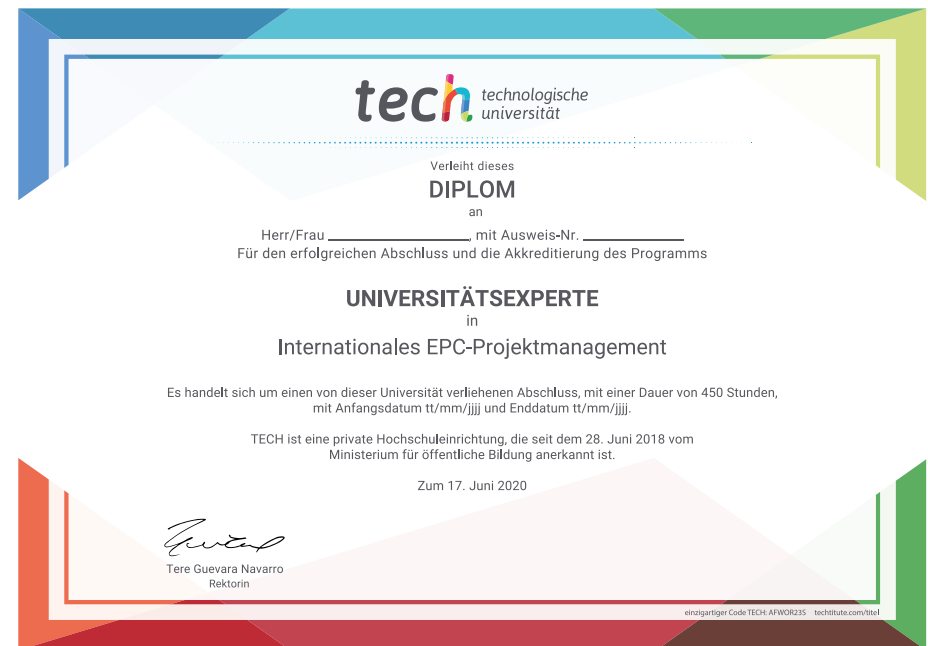 tech technologische
universität
Verleiht dieses
DIPLOM
an
Herr/Frau ____________________, mit Ausweis-Nr. ______________
Für den erfolgreichen Abschluss und die Akkreditierung des Programms
UNIVERSITÄTSEXPERTE
in
Internationales EPC-Projektmanagement
Es handelt sich um einen von dieser Universität verliehenen Abschluss, mit einer Dauer von 450 Stunden,
mit Anfangsdatum tt/mm/jjjj und Enddatum tt/mm/jjjj.
TECH ist eine private Hochschuleinrichtung, die seit dem 28. Juni 2018 vom
Ministerium für öffentliche Bildung anerkannt ist.
Zum 17. Juni 2020
Tere Guevara Navarro
Rektorin
einzigartiger Code TECH: AFWOR23S techtitute.com/titel